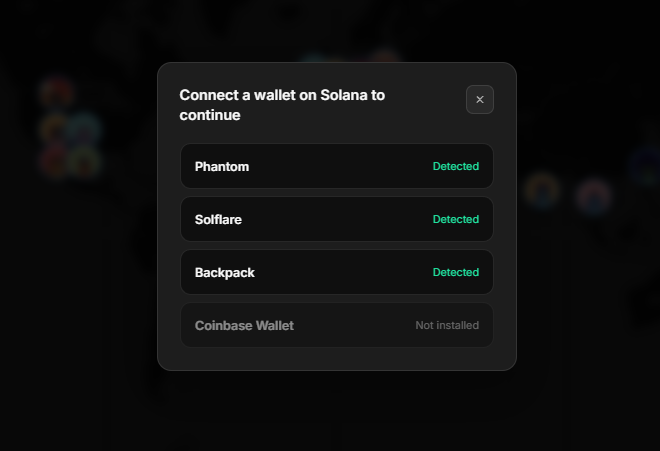 Connect a wallet on Solana to
continue
×
Phantom Detected
Solflare Detected
Backpack Detected
Coinbase Wallet Not installed